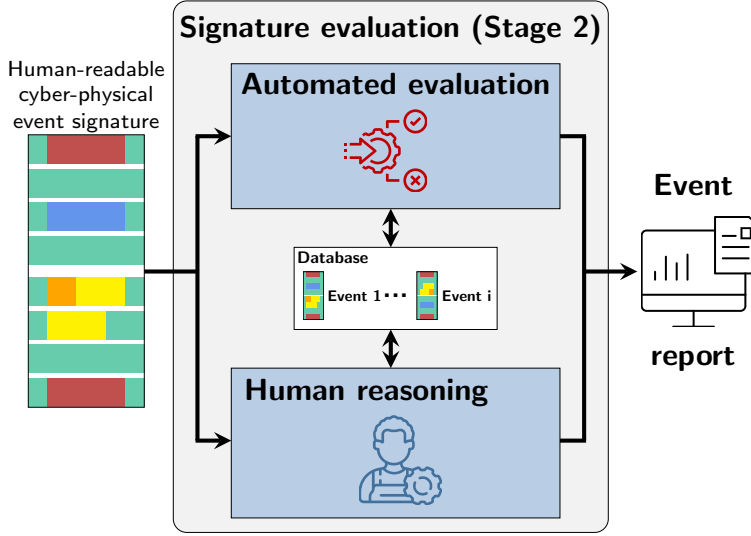 Signature evaluation (Stage 2)
Human-readable
cyber-physical
event signature
Automated evaluation
Database
Event 1 ··· Event i
Human reasoning
Event
report